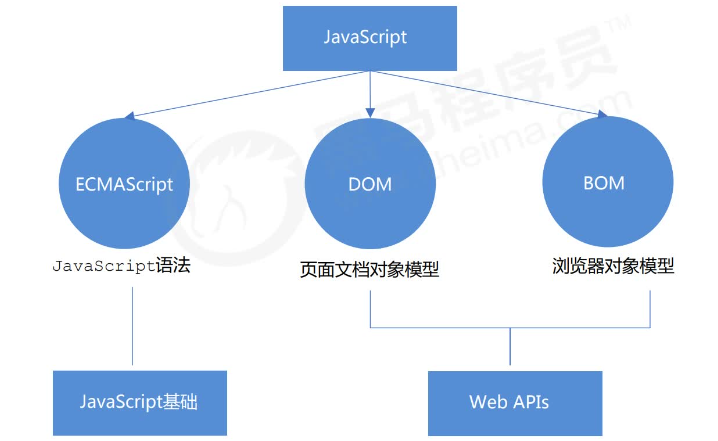 JavaScript
黑马程序员™
heima.com
ECMAScript
DOM
BOM
JavaScript语法
页面文档对象模型
浏览器对象模型
JavaScript基础
Web APIs